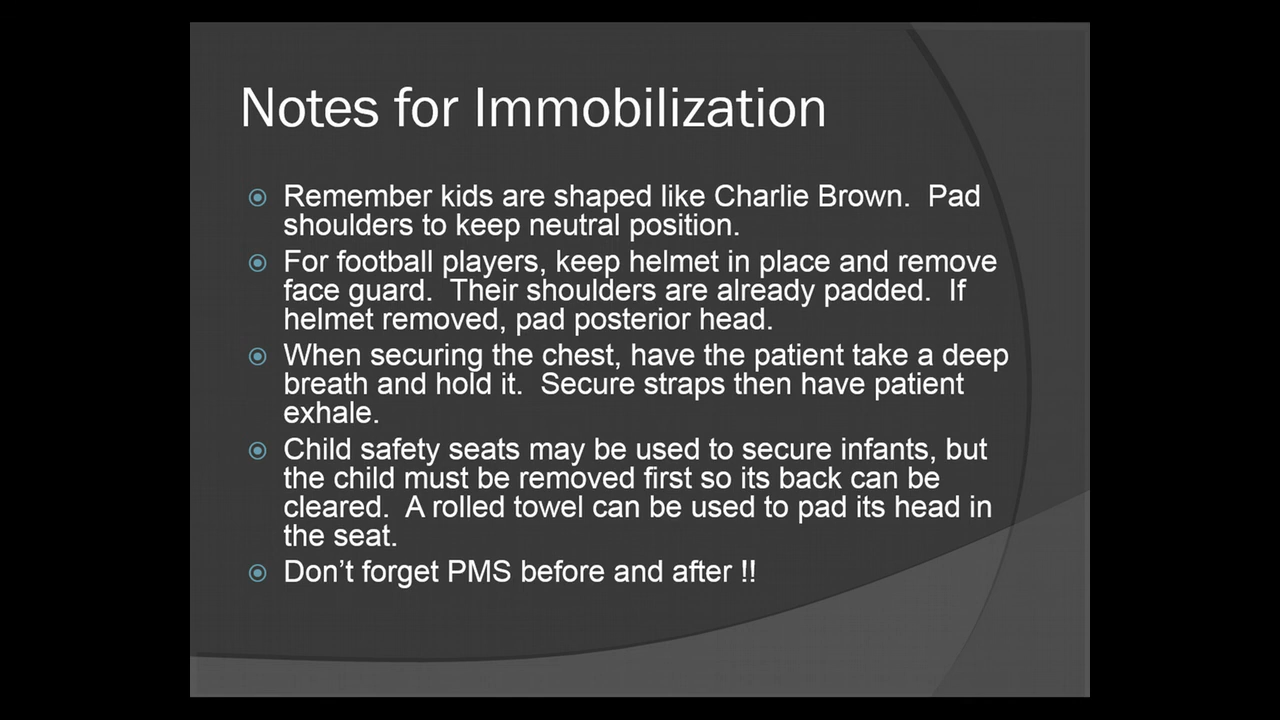 Notes for Immobilization
Remember kids are shaped like Charlie Brown.  Pad
shoulders to keep neutral position.
For football players, keep helmet in place and remove
face guard.  Their shoulders are already padded.  If
helmet removed, pad posterior head.
When securing the chest, have the patient take a deep
breath and hold it.  Secure straps then have patient
exhale.
Child safety seats may be used to secure infants, but
the child must be removed first so its back can be
cleared.  A rolled towel can be used to pad its head in
the seat.
Don’t forget PMS before and after !!